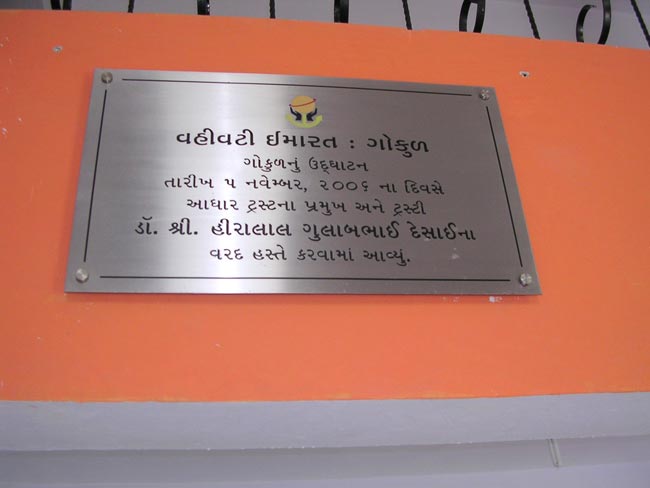 વહીવટી ઈમારત : ગોકુળ
ગોકુળનું ઉદ્‌ઘાટન
તારીખ ૫ નવેમ્બર, ૨૦૦૬ ના દિવસે
આધાર ટ્રસ્ટના પ્રમુખ અને ટ્રસ્ટી
ડૉ. શ્રી. હીરાલાલ ગુલાબભાઈ દેસાઈના
વરદ હસ્તે કરવામાં આવ્યું.